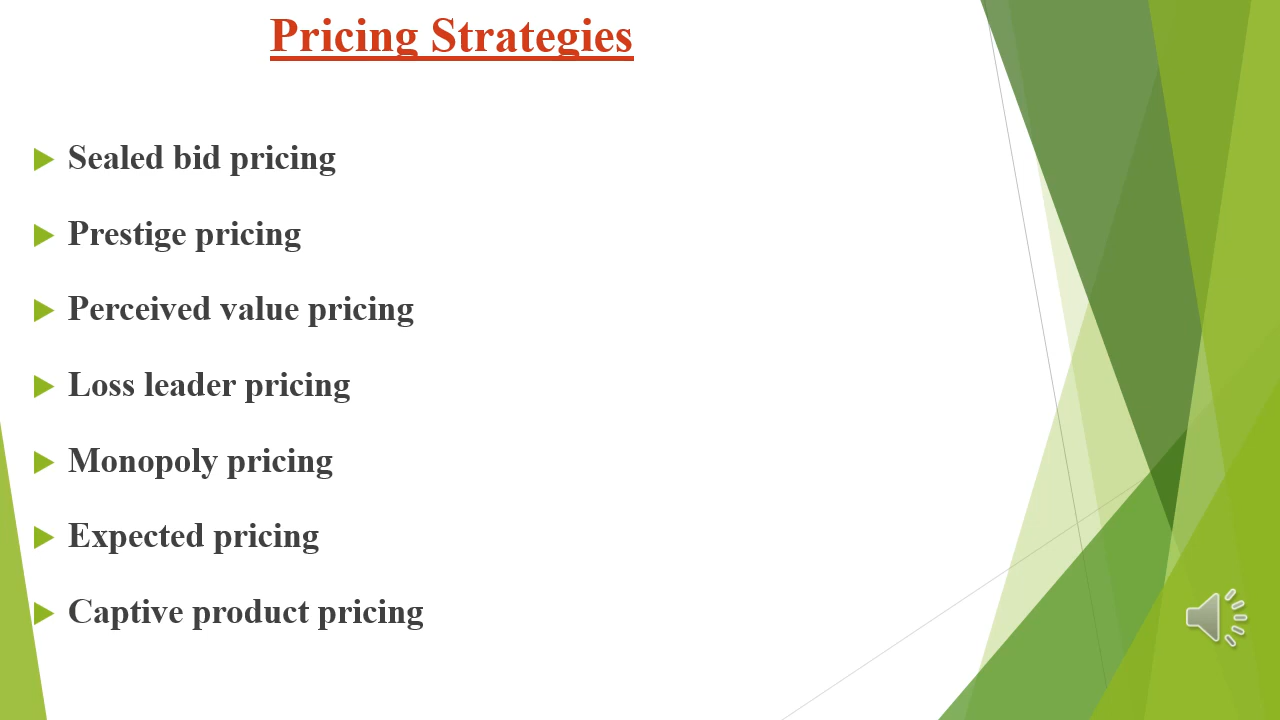 Pricing Strategies
Sealed bid pricing
Prestige pricing
Perceived value pricing
Loss leader pricing
Monopoly pricing
Expected pricing
Captive product pricing